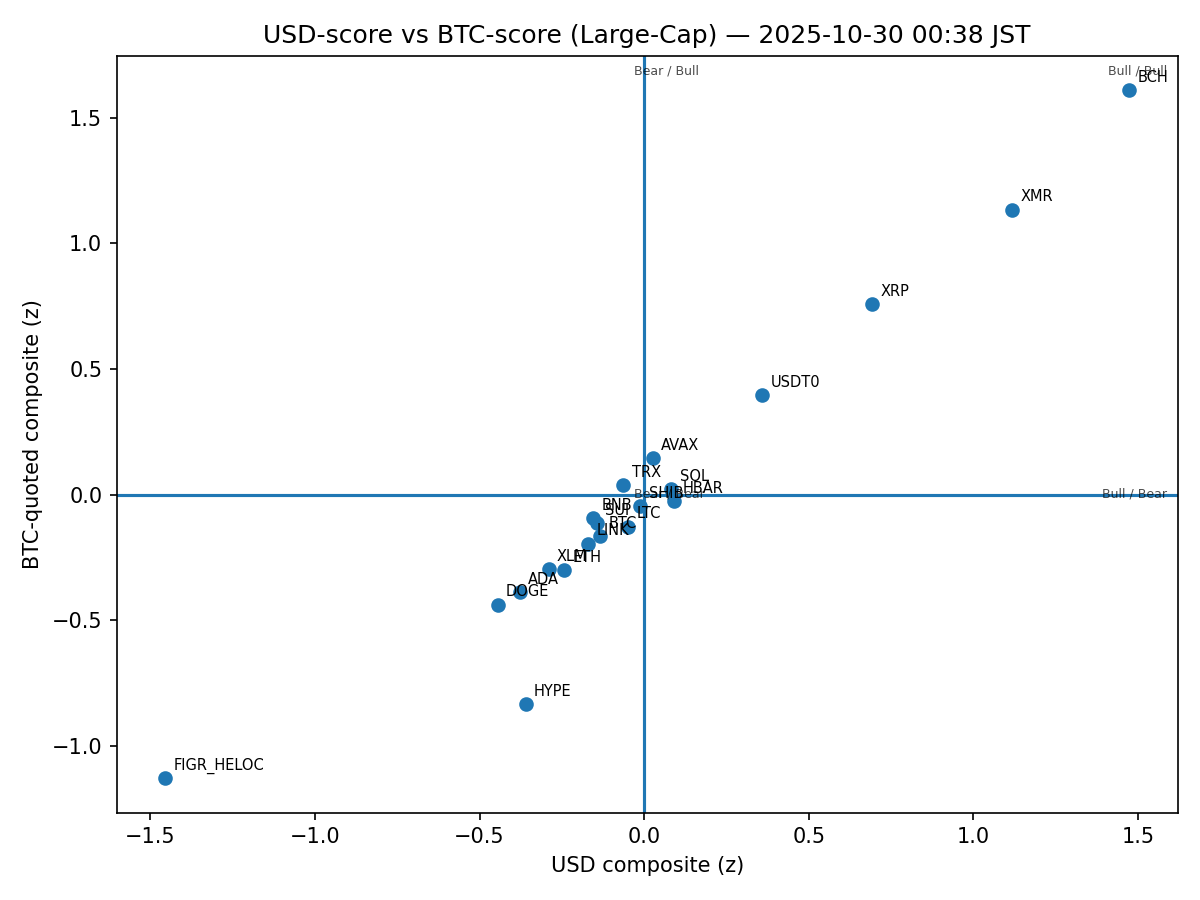 USD-score vs BTC-score (Large-Cap) — 2025-10-30 00:38 JST
Bear / Bull
Bull / Bull
BCH
1.5
XMR
1.0
XRP
0.5
USDT0
AVAX
TRX
SOL
HBAR
SHIB
0.0
Bear / Bear
Bull / Bear
BNB
SUI
LTC
BTC
LINK
XLM
ETH
ADA
DOGE
−0.5
HYPE
−1.0
FIGR_HELOC
−1.5
−1.0
−0.5
0.0
0.5
1.0
1.5
USD composite (z)
BTC-quoted composite (z)